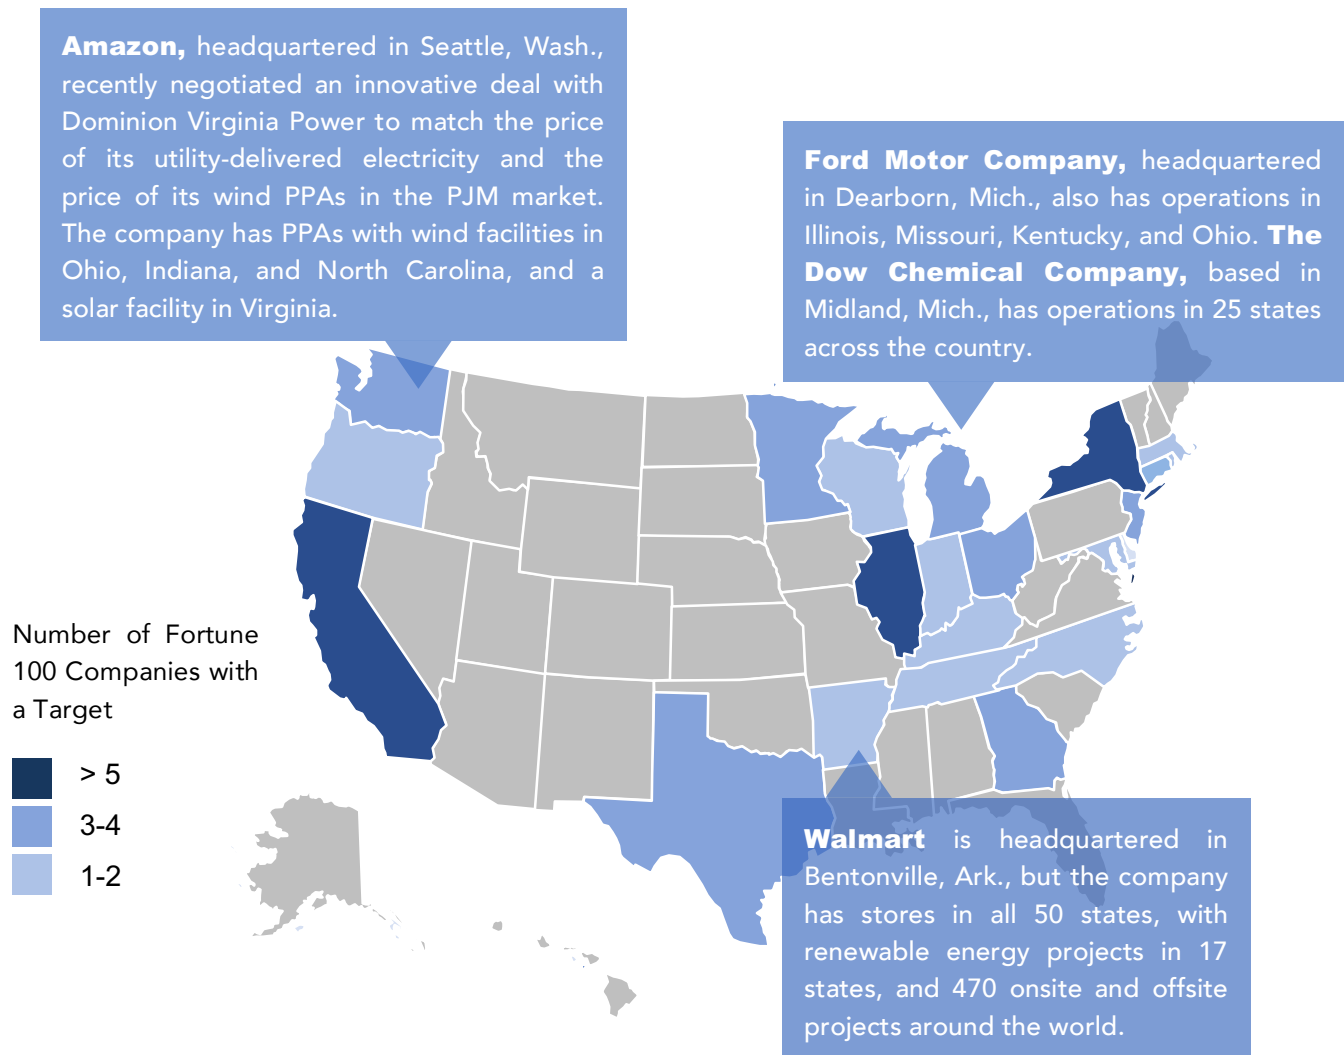 Amazon, headquartered in Seattle, Wash.,
recently negotiated an innovative deal with
Dominion Virginia Power to match the price
of its utility-delivered electricity and the
price of its wind PPAs in the PJM market.
The company has PPAs with wind facilities in
Ohio, Indiana, and North Carolina, and a
solar facility in Virginia.
Ford Motor Company, headquartered
in Dearborn, Mich., also has operations in
Illinois, Missouri, Kentucky, and Ohio. The
Dow Chemical Company, based in
Midland, Mich., has operations in 25 states
across the country.
Number of Fortune
100 Companies with
a Target
> 5
3-4
1-2
Walmart is headquartered in
Bentonville, Ark., but the company
has stores in all 50 states, with
renewable energy projects in 17
states, and 470 onsite and offsite
projects around the world.